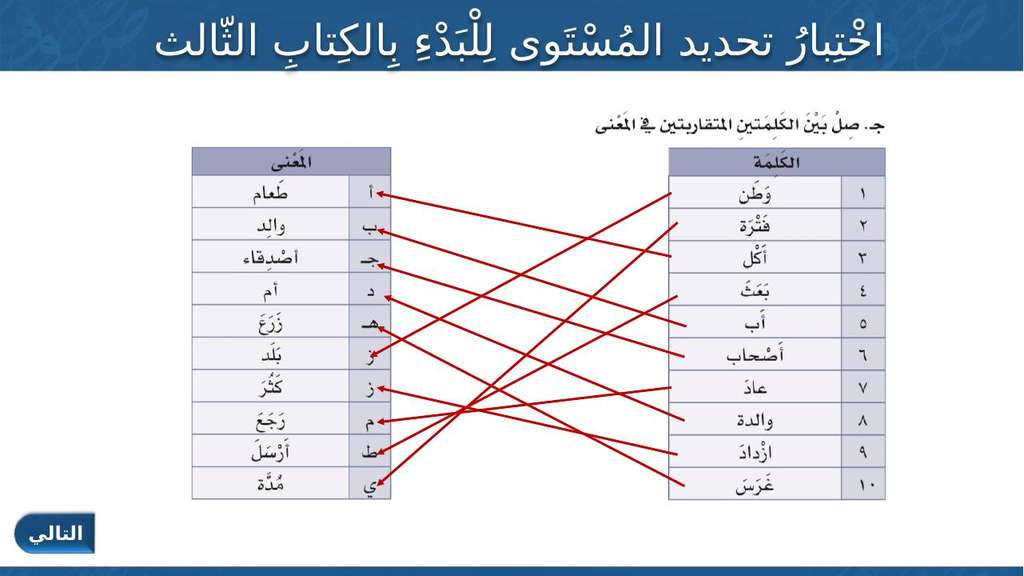 اخْتِبارُ تحديد المُسْتَوى لِلْبَدْءِ بِالكِتابِ الثّالث
جـ. صِلْ بَيْنَ الكَلِمَتينِ المتقاربتين في المَعْنى
الكَلِمَة
١ وَطَن
٢ فَتْرَة
٣ أَكْل
٤ بَعَثَ
٥ أَب
٦ أَصْحاب
٧ عادَ
٨ والدة
٩ ازْدادَ
١٠ غَرَسَ
المَعْنى
أ طَعام
ب والِد
جـ أصْدِقاء
د أم
هـ زَرَعَ
ز بَلَد
ز كَثُرَ
م رَجَعَ
ط أَرْسَلَ
ي مُدَّة
التالي